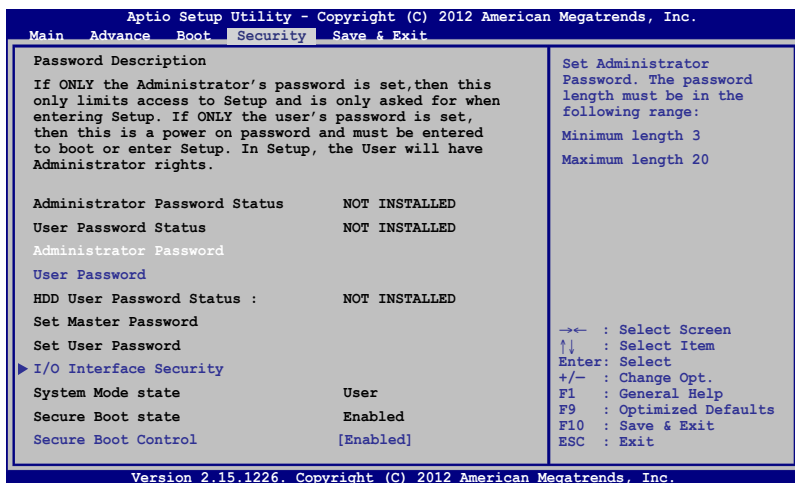 Aptio Setup Utility - Copyright (C) 2012 American Megatrends, Inc.
Main Advance Boot Security Save & Exit
Password Description
If ONLY the Administrator's password is set,then this
only limits access to Setup and is only asked for when
entering Setup. If ONLY the user's password is set,
then this is a power on password and must be entered
to boot or enter Setup. In Setup, the User will have
Administrator rights.
Administrator Password Status NOT INSTALLED
User Password Status NOT INSTALLED
Administrator Password
User Password
HDD User Password Status : NOT INSTALLED
Set Master Password
Set User Password
I/O Interface Security
System Mode state User
Secure Boot state Enabled
Secure Boot Control [Enabled]
Set Administrator
Password. The password
length must be in the
following range:
Minimum length 3
Maximum length 20
→← : Select Screen
↑↓ : Select Item
Enter: Select
+/— : Change Opt.
F1 : General Help
F9 : Optimized Defaults
F10 : Save & Exit
ESC : Exit
Version 2.15.1226. Copyright (C) 2012 American Megatrends, Inc.